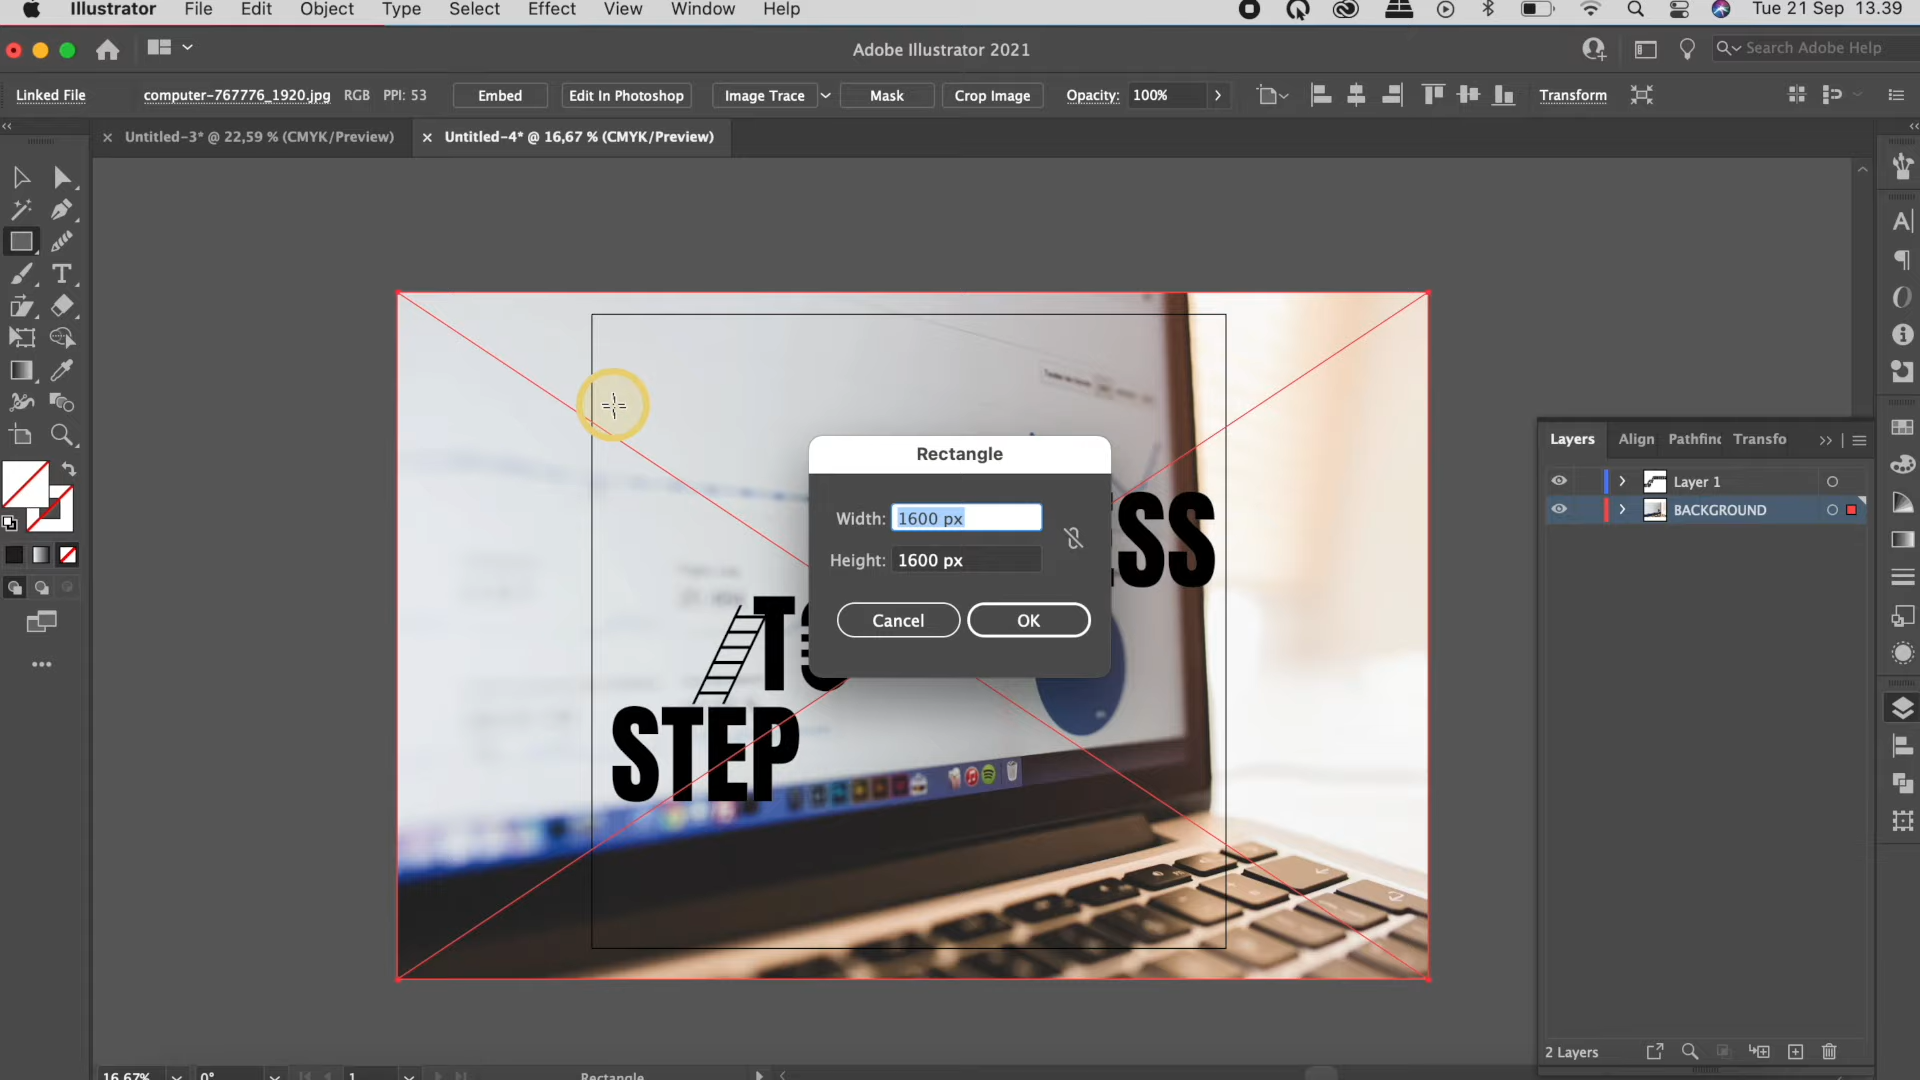 Illustrator File Edit Object Type Select Effect View Window Help Tue 21 Sep 13.39
Adobe Illustrator 2021
Search Adobe Help
Linked File computer-767776_1920.jpg RGB PPI: 53 Embed Edit In Photoshop Image Trace Mask Crop Image Opacity: 100% Transform
× Untitled-3* @ 22,59 % (CMYK/Preview) × Untitled-4* @ 16,67 % (CMYK/Preview)
Rectangle
Width: 1600 px
Height: 1600 px
Cancel OK
SS
TO
STEP
Layers Align Pathfinc Transfo
Layer 1
BACKGROUND
2 Layers
16,67% 0° 1 Rectangle